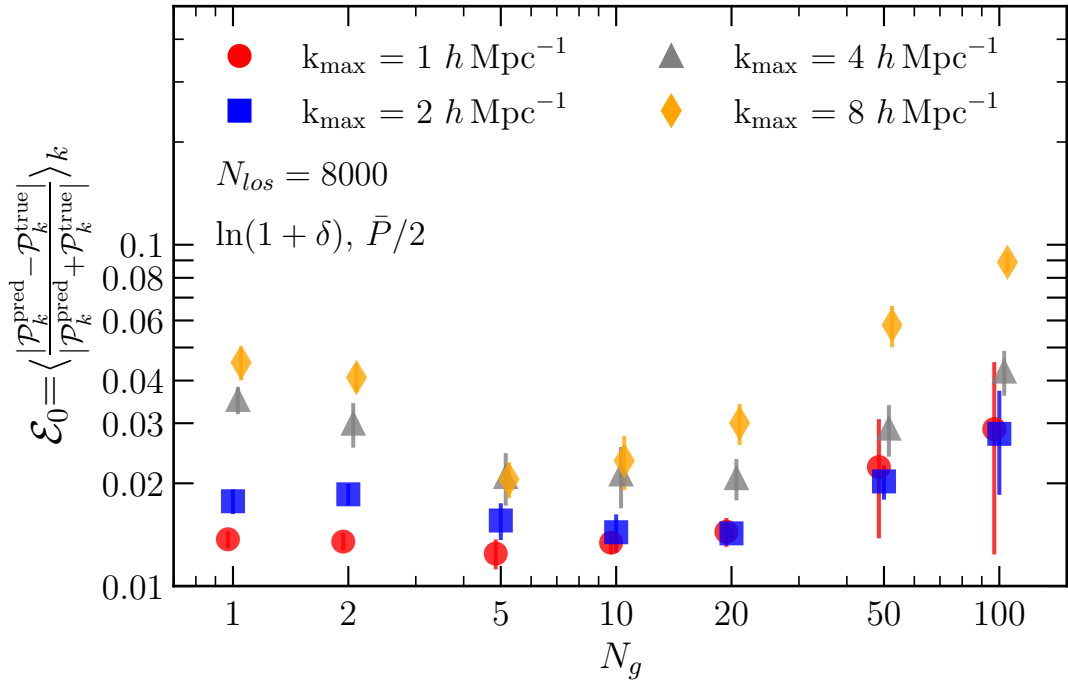 k_max = 1 h Mpc⁻¹
k_max = 4 h Mpc⁻¹
k_max = 2 h Mpc⁻¹
k_max = 8 h Mpc⁻¹
N_los = 8000
ln(1 + δ), P̄/2
0.1
0.08
0.06
0.04
0.03
0.02
0.01
ℰ₀≡⟨|𝒫_k^pred − 𝒫_k^true| / |𝒫_k^pred + 𝒫_k^true|⟩_k
1 2 5 10 20 50 100
N_g